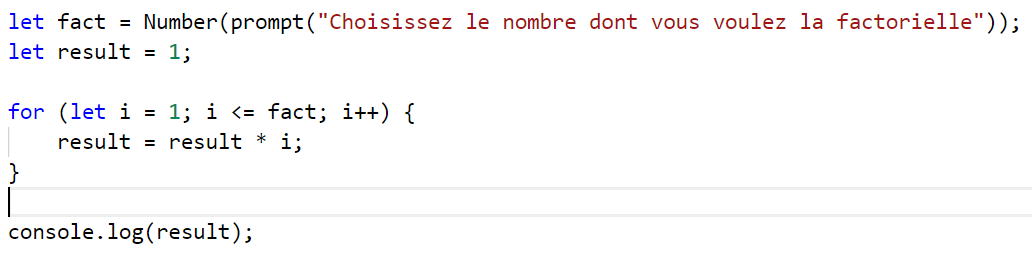 let fact = Number(prompt("Choisissez le nombre dont vous voulez la factorielle"));
let result = 1;
for (let i = 1; i <= fact; i++) {
    result = result * i;
}
console.log(result);